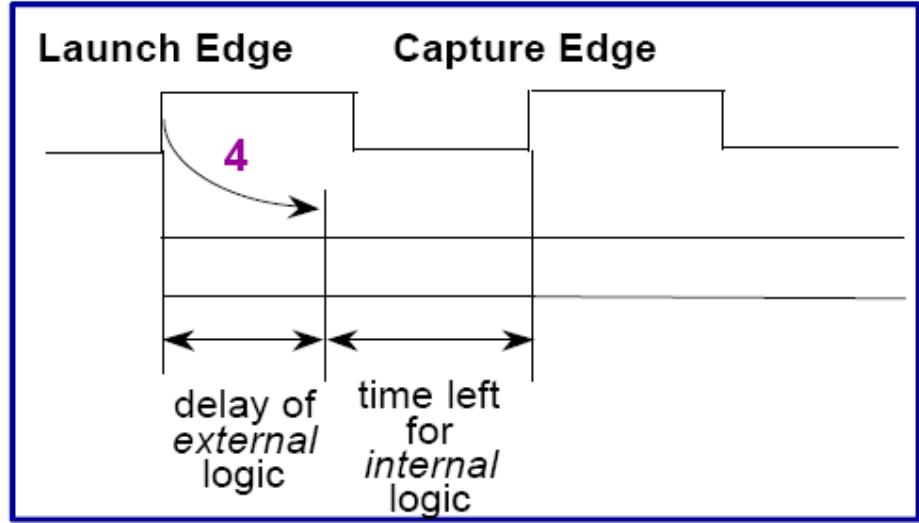 Launch Edge
Capture Edge
4
delay of
external
logic
time left
for
internal
logic